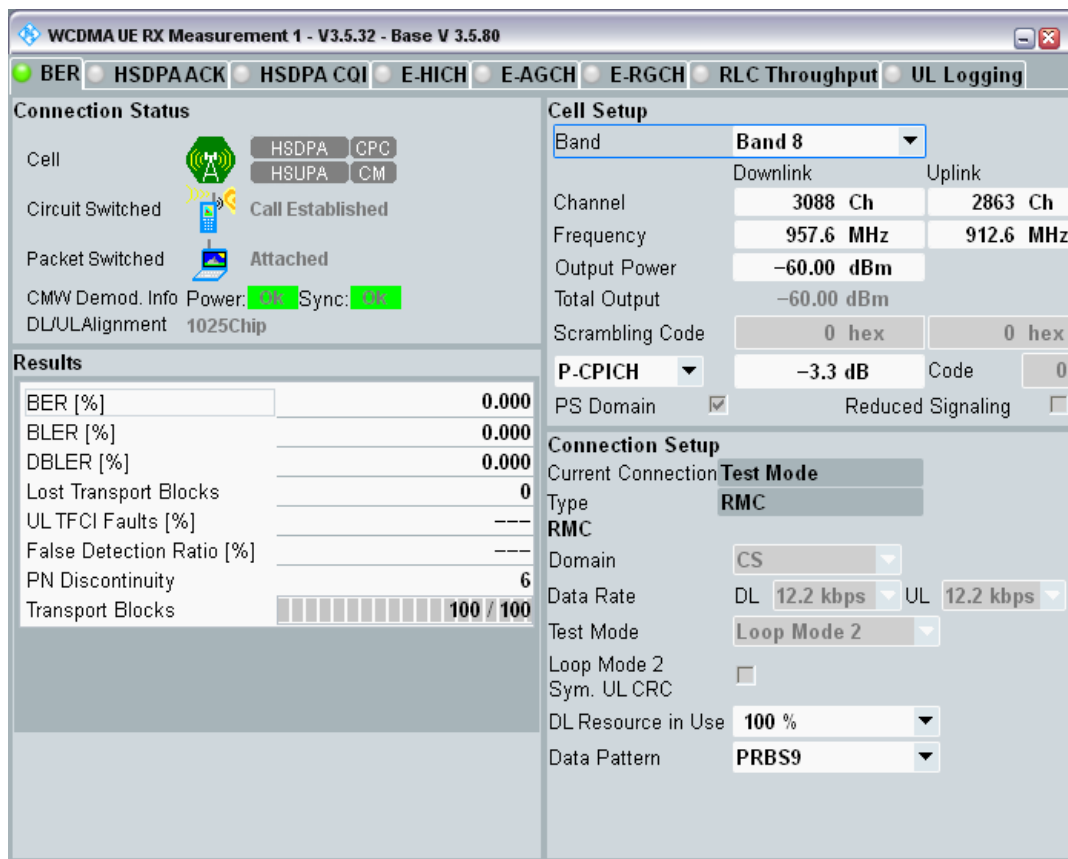 WCDMA UE RX Measurement 1 - V3.5.32 - Base V 3.5.80
BER HSDPA ACK HSDPA CQI E-HICH E-AGCH E-RGCH RLC Throughput UL Logging
Connection Status
Cell HSDPA CPC
HSUPA CM
Circuit Switched Call Established
Packet Switched Attached
CMW Demod. Info Power: Ok Sync: Ok
DL/UL Alignment 1025Chip
Results
BER [%] 0.000
BLER [%] 0.000
DBLER [%] 0.000
Lost Transport Blocks 0
UL TFCI Faults [%] ---
False Detection Ratio [%] ---
PN Discontinuity 6
Transport Blocks 100 / 100
Cell Setup
Band Band 8
Downlink Uplink
Channel 3088 Ch 2863 Ch
Frequency 957.6 MHz 912.6 MHz
Output Power -60.00 dBm
Total Output -60.00 dBm
Scrambling Code 0 hex 0 hex
P-CPICH -3.3 dB Code 0
PS Domain Reduced Signaling
Connection Setup
Current Connection Test Mode
Type RMC
RMC
Domain CS
Data Rate DL 12.2 kbps UL 12.2 kbps
Test Mode Loop Mode 2
Loop Mode 2
Sym. UL CRC
DL Resource in Use 100 %
Data Pattern PRBS9